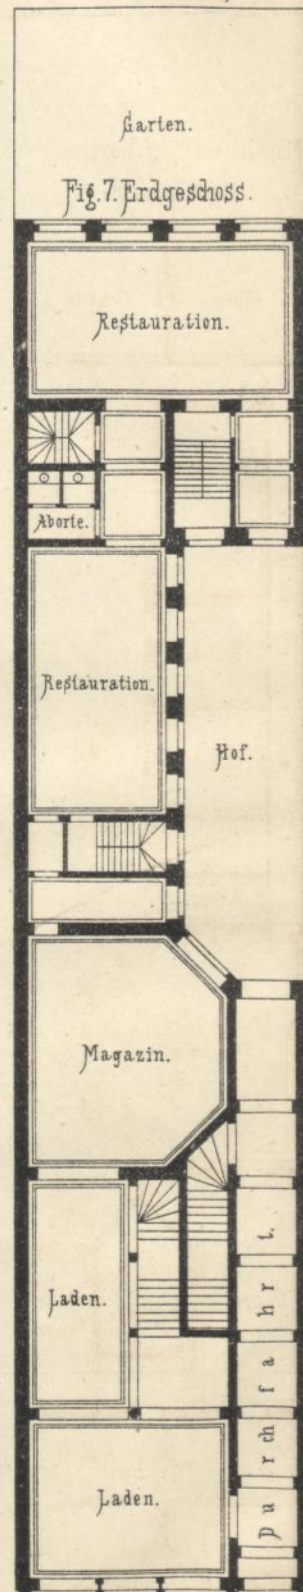 Garten.
Fig. 7. Erdgeschoss.
Restauration.
Aborte.
Restauration.
Hof.
Magazin.
Laden.
Laden.
Durchfahrt.